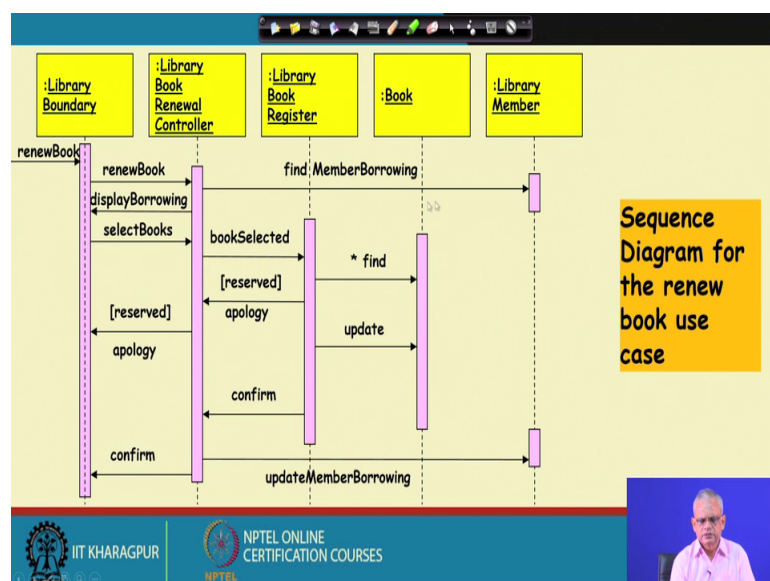 :Library
Boundary
:Library
Book
Renewal
Controller
:Library
Book
Register
:Book
:Library
Member
renewBook
renewBook
find MemberBorrowing
displayBorrowing
selectBooks
bookSelected
* find
[reserved]
apology
[reserved]
apology
update
confirm
confirm
updateMemberBorrowing
Sequence
Diagram for
the renew
book use
case
IIT KHARAGPUR
NPTEL
NPTEL ONLINE
CERTIFICATION COURSES